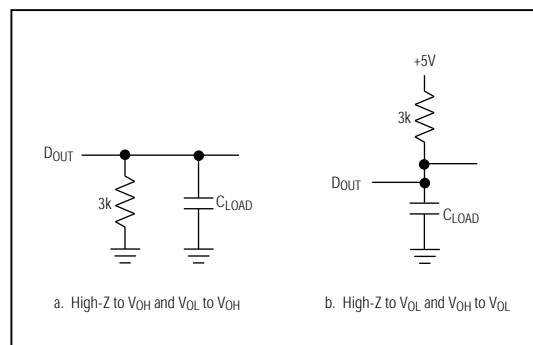 DOUT
3k
CLOAD
a. High-Z to VOH and VOL to VOH
+5V
3k
DOUT
CLOAD
b. High-Z to VOL and VOH to VOL